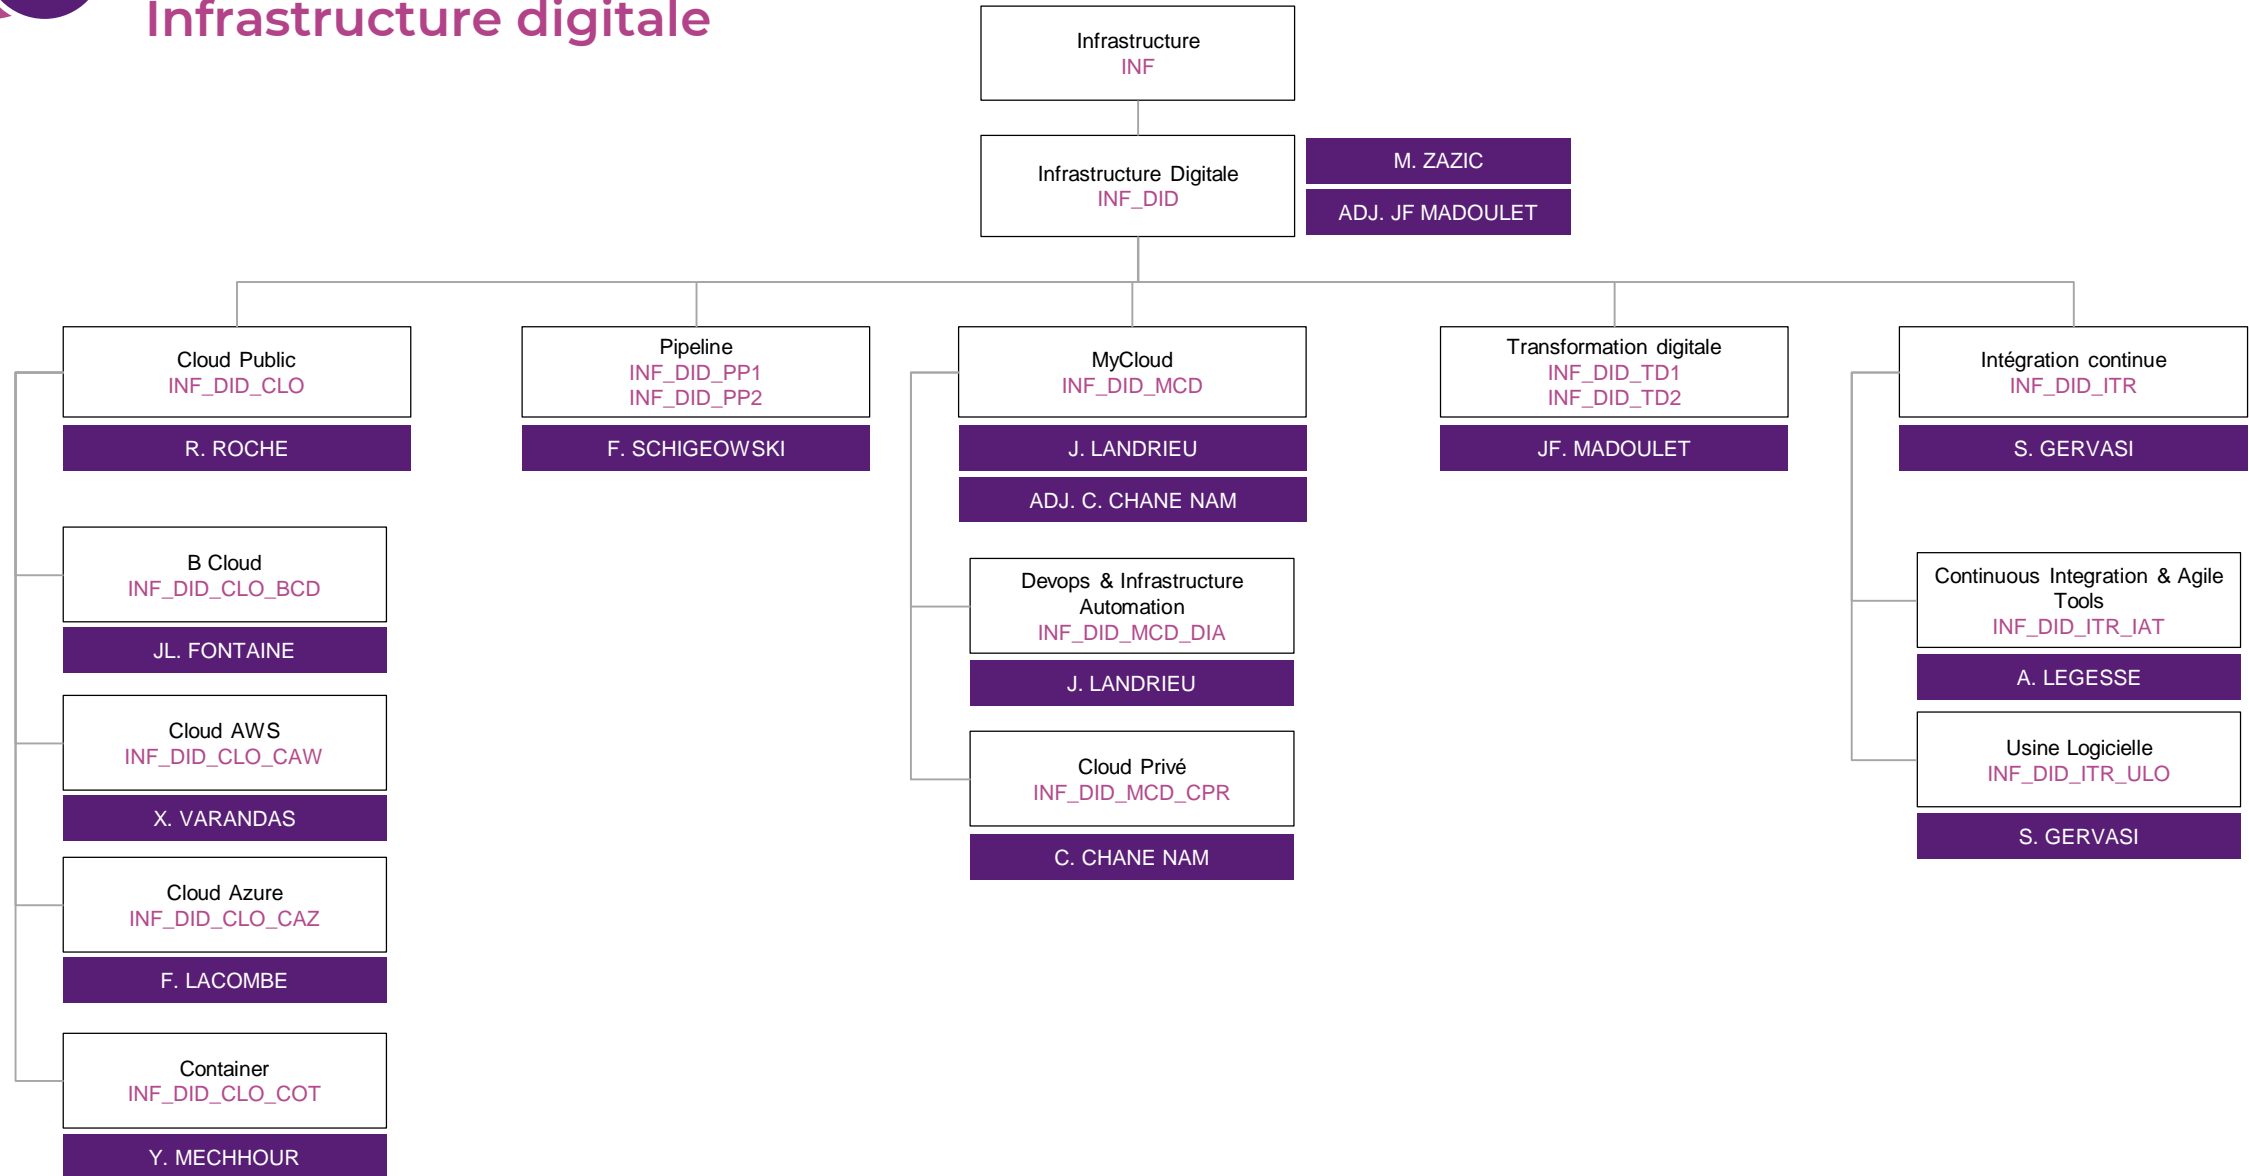 Infrastructure digitale
Infrastructure
INF
Infrastructure Digitale
INF_DID
M. ZAZIC
ADJ. JF MADOULET
Cloud Public
INF_DID_CLO
R. ROCHE
B Cloud
INF_DID_CLO_BCD
JL. FONTAINE
Cloud AWS
INF_DID_CLO_CAW
X. VARANDAS
Cloud Azure
INF_DID_CLO_CAZ
F. LACOMBE
Container
INF_DID_CLO_COT
Y. MECHHOUR
Pipeline
INF_DID_PP1
INF_DID_PP2
F. SCHIGEOWSKI
MyCloud
INF_DID_MCD
J. LANDRIEU
ADJ. C. CHANE NAM
Devops & Infrastructure
Automation
INF_DID_MCD_DIA
J. LANDRIEU
Cloud Privé
INF_DID_MCD_CPR
C. CHANE NAM
Transformation digitale
INF_DID_TD1
INF_DID_TD2
JF. MADOULET
Intégration continue
INF_DID_ITR
S. GERVASI
Continuous Integration & Agile
Tools
INF_DID_ITR_IAT
A. LEGESSE
Usine Logicielle
INF_DID_ITR_ULO
S. GERVASI